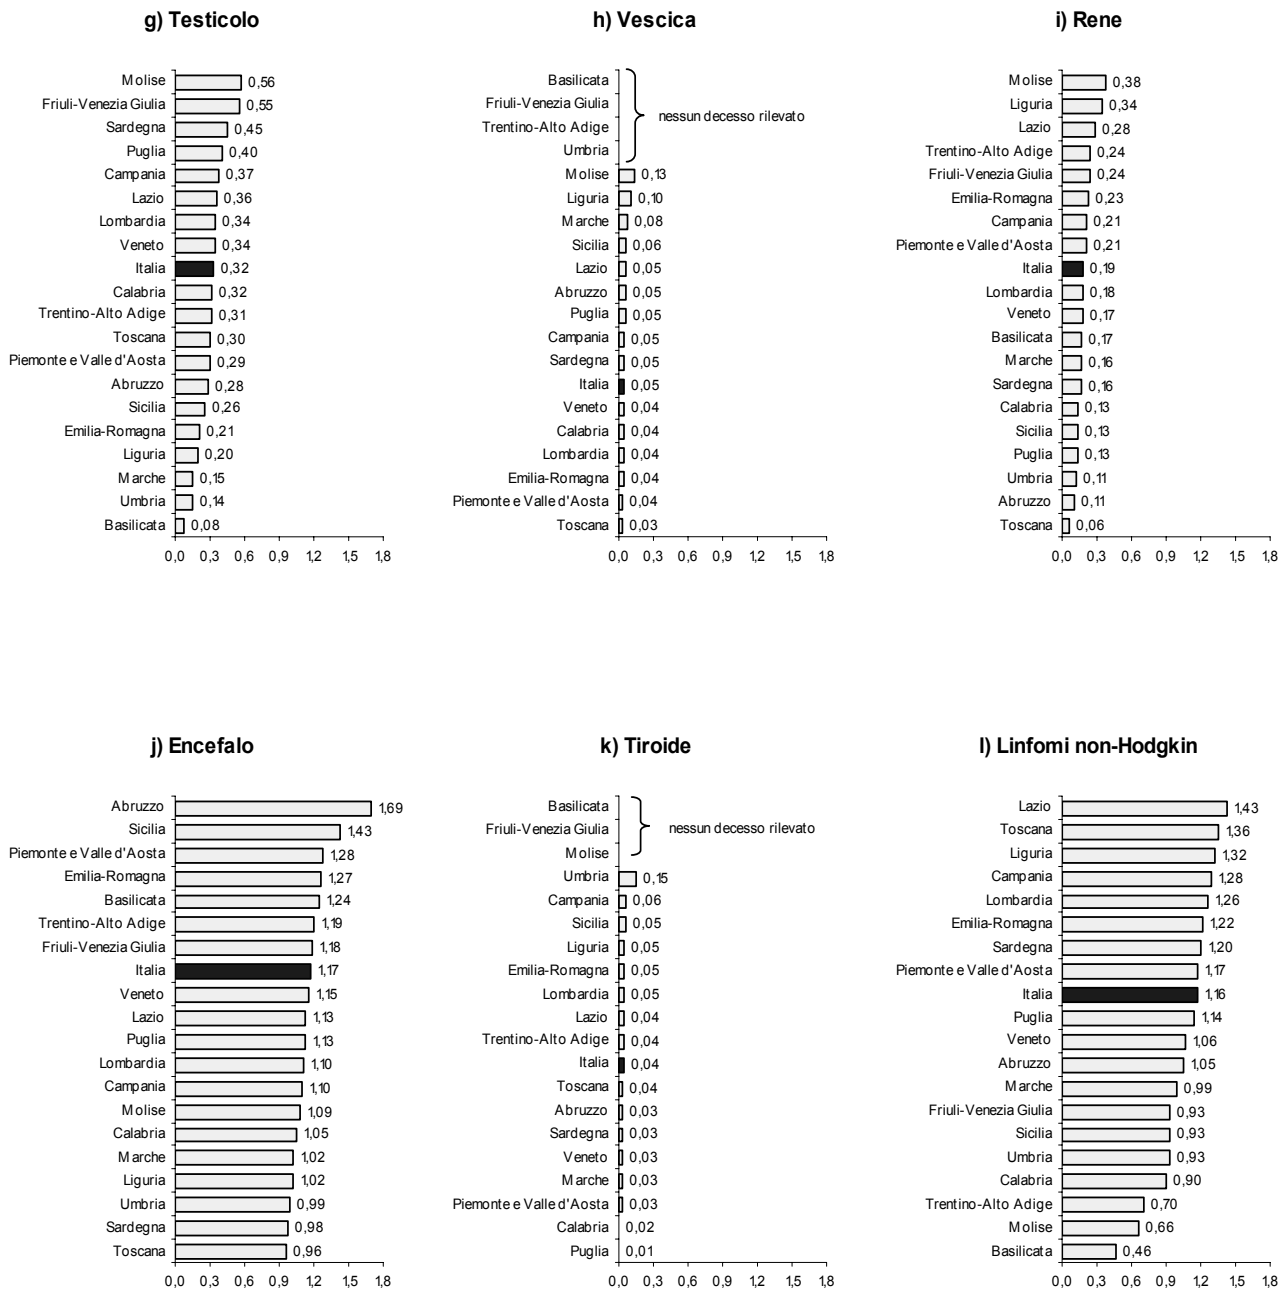 g) Testicolo
Molise 0,56
Friuli-Venezia Giulia 0,55
Sardegna 0,45
Puglia 0,40
Campania 0,37
Lazio 0,36
Lombardia 0,34
Veneto 0,34
Italia 0,32
Calabria 0,32
Trentino-Alto Adige 0,31
Toscana 0,30
Piemonte e Valle d'Aosta 0,29
Abruzzo 0,28
Sicilia 0,26
Emilia-Romagna 0,21
Liguria 0,20
Marche 0,15
Umbria 0,14
Basilicata 0,08
0,0 0,3 0,6 0,9 1,2 1,5 1,8
h) Vescica
Basilicata
Friuli-Venezia Giulia
nessun decesso rilevato
Trentino-Alto Adige
Umbria
Molise 0,13
Liguria 0,10
Marche 0,08
Sicilia 0,06
Lazio 0,05
Abruzzo 0,05
Puglia 0,05
Campania 0,05
Sardegna 0,05
Italia 0,05
Veneto 0,04
Calabria 0,04
Lombardia 0,04
Emilia-Romagna 0,04
Piemonte e Valle d'Aosta 0,04
Toscana 0,03
0,0 0,3 0,6 0,9 1,2 1,5 1,8
i) Rene
Molise 0,38
Liguria 0,34
Lazio 0,28
Trentino-Alto Adige 0,24
Friuli-Venezia Giulia 0,24
Emilia-Romagna 0,23
Campania 0,21
Piemonte e Valle d'Aosta 0,21
Italia 0,19
Lombardia 0,18
Veneto 0,17
Basilicata 0,17
Marche 0,16
Sardegna 0,16
Calabria 0,13
Sicilia 0,13
Puglia 0,13
Umbria 0,11
Abruzzo 0,11
Toscana 0,06
0,0 0,3 0,6 0,9 1,2 1,5 1,8
j) Encefalo
Abruzzo 1,69
Sicilia 1,43
Piemonte e Valle d'Aosta 1,28
Emilia-Romagna 1,27
Basilicata 1,24
Trentino-Alto Adige 1,19
Friuli-Venezia Giulia 1,18
Italia 1,17
Veneto 1,15
Lazio 1,13
Puglia 1,13
Lombardia 1,10
Campania 1,10
Molise 1,09
Calabria 1,05
Marche 1,02
Liguria 1,02
Umbria 0,99
Sardegna 0,98
Toscana 0,96
0,0 0,3 0,6 0,9 1,2 1,5 1,8
k) Tiroide
Basilicata
Friuli-Venezia Giulia nessun decesso rilevato
Molise
Umbria 0,15
Campania 0,06
Sicilia 0,05
Liguria 0,05
Emilia-Romagna 0,05
Lombardia 0,05
Lazio 0,04
Trentino-Alto Adige 0,04
Italia 0,04
Toscana 0,04
Abruzzo 0,03
Sardegna 0,03
Veneto 0,03
Marche 0,03
Piemonte e Valle d'Aosta 0,03
Calabria 0,02
Puglia 0,01
0,0 0,3 0,6 0,9 1,2 1,5 1,8
l) Linfomi non-Hodgkin
Lazio 1,43
Toscana 1,36
Liguria 1,32
Campania 1,28
Lombardia 1,26
Emilia-Romagna 1,22
Sardegna 1,20
Piemonte e Valle d'Aosta 1,17
Italia 1,16
Puglia 1,14
Veneto 1,06
Abruzzo 1,05
Marche 0,99
Friuli-Venezia Giulia 0,93
Sicilia 0,93
Umbria 0,93
Calabria 0,90
Trentino-Alto Adige 0,70
Molise 0,66
Basilicata 0,46
0,0 0,3 0,6 0,9 1,2 1,5 1,8